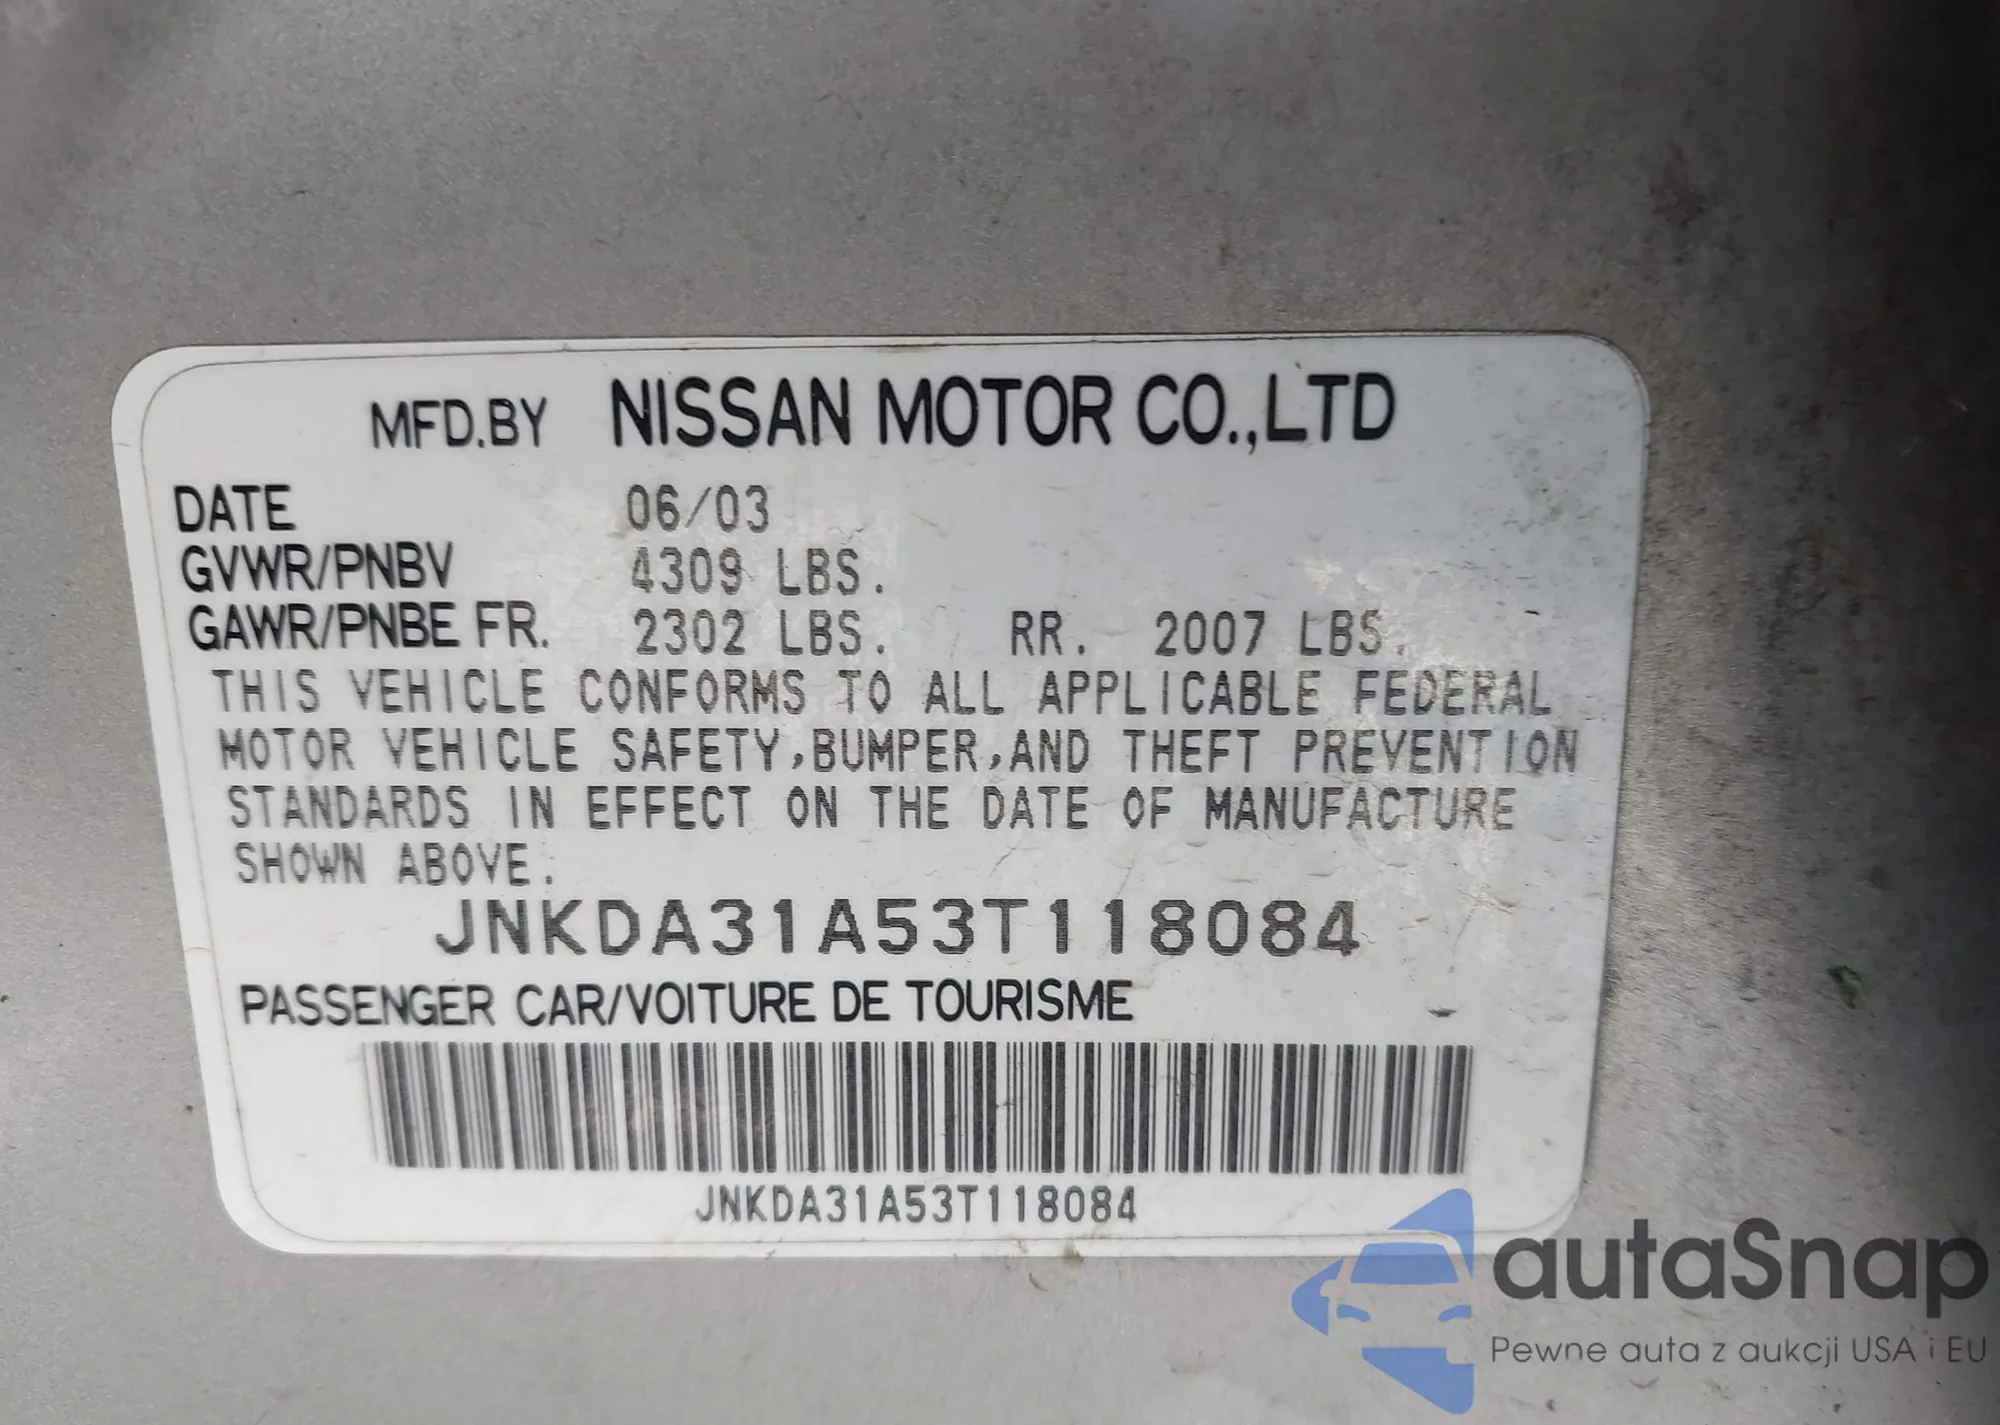 MFD.BY NISSAN MOTOR CO.,LTD
DATE 06/03
GVWR/PNBV 4309 LBS.
GAWR/PNBE FR. 2302 LBS. RR. 2007 LBS.
THIS VEHICLE CONFORMS TO ALL APPLICABLE FEDERAL
MOTOR VEHICLE SAFETY,BUMPER,AND THEFT PREVENTION
STANDARDS IN EFFECT ON THE DATE OF MANUFACTURE
SHOWN ABOVE.
JNKDA31A53T118084
PASSENGER CAR/VOITURE DE TOURISME
JNKDA31A53T118084
autaSnap
Pewne auta z aukcji USA i EU